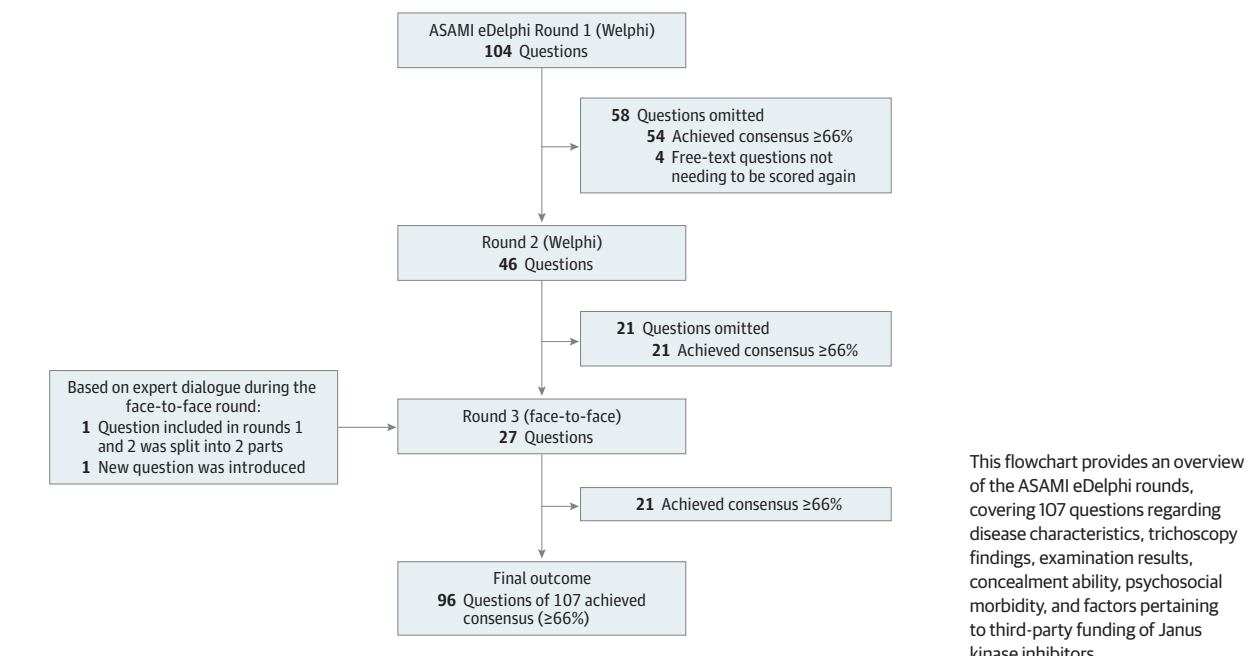 ASAMI eDelphi Round 1 (Welphi)
104 Questions
58 Questions omitted
54 Achieved consensus ≥66%
4 Free-text questions not
needing to be scored again
Round 2 (Welphi)
46 Questions
21 Questions omitted
21 Achieved consensus ≥66%
Based on expert dialogue during the
face-to-face round:
1 Question included in rounds 1
and 2 was split into 2 parts
1 New question was introduced
Round 3 (face-to-face)
27 Questions
21 Achieved consensus ≥66%
Final outcome
96 Questions of 107 achieved
consensus (≥66%)
This flowchart provides an overview
of the ASAMI eDelphi rounds,
covering 107 questions regarding
disease characteristics, trichoscopy
findings, examination results,
concealment ability, psychosocial
morbidity, and factors pertaining
to third-party funding of Janus
kinase inhibitors.